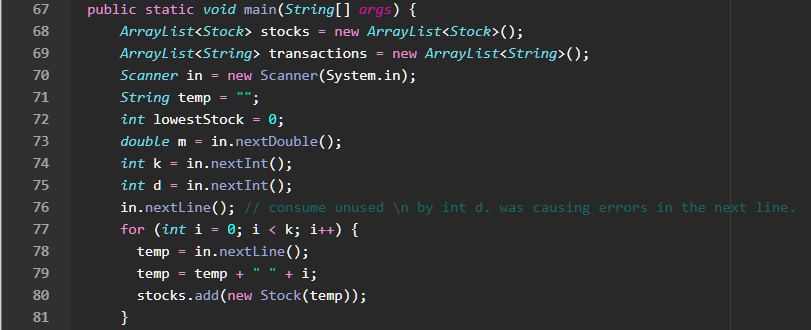 67 public static void main(String[] args) {
68 ArrayList<Stock> stocks = new ArrayList<Stock>();
69 ArrayList<String> transactions = new ArrayList<String>();
70 Scanner in = new Scanner(System.in);
71 String temp = "";
72 int lowestStock = 0;
73 double m = in.nextDouble();
74 int k = in.nextInt();
75 int d = in.nextInt();
76 in.nextLine(); // consume unused \n by int d. was causing errors in the next line.
77 for (int i = 0; i < k; i++) {
78 temp = in.nextLine();
79 temp = temp + " " + i;
80 stocks.add(new Stock(temp));
81 }